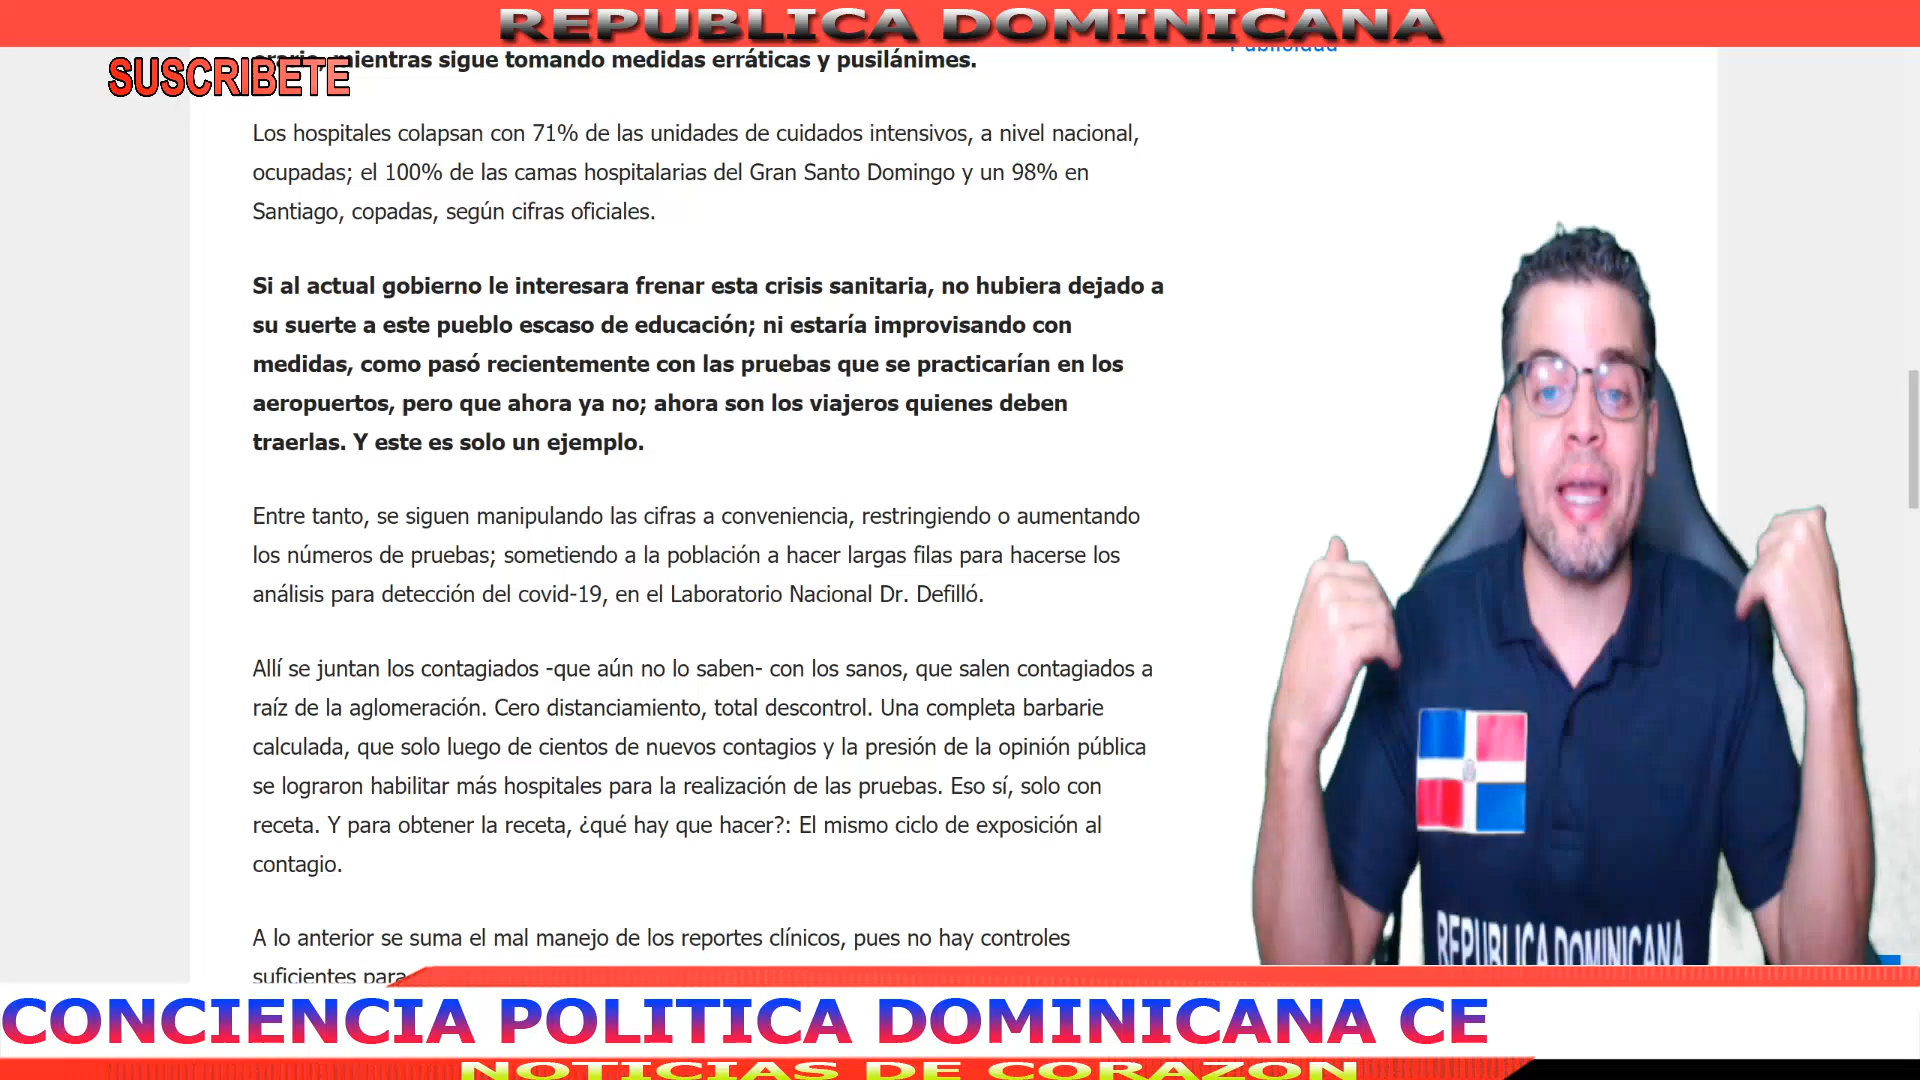 REPUBLICA DOMINICANA
mientras sigue tomando medidas erráticas y pusilánimes.
Publicidad
SUSCRIBETE
Los hospitales colapsan con 71% de las unidades de cuidados intensivos, a nivel nacional,
ocupadas; el 100% de las camas hospitalarias del Gran Santo Domingo y un 98% en
Santiago, copadas, según cifras oficiales.
Si al actual gobierno le interesara frenar esta crisis sanitaria, no hubiera dejado a
su suerte a este pueblo escaso de educación; ni estaría improvisando con
medidas, como pasó recientemente con las pruebas que se practicarían en los
aeropuertos, pero que ahora ya no; ahora son los viajeros quienes deben
traerlas. Y este es solo un ejemplo.
Entre tanto, se siguen manipulando las cifras a conveniencia, restringiendo o aumentando
los números de pruebas; sometiendo a la población a hacer largas filas para hacerse los
análisis para detección del covid-19, en el Laboratorio Nacional Dr. Defilló.
Allí se juntan los contagiados -que aún no lo saben- con los sanos, que salen contagiados a
raíz de la aglomeración. Cero distanciamiento, total descontrol. Una completa barbarie
calculada, que solo luego de cientos de nuevos contagios y la presión de la opinión pública
se lograron habilitar más hospitales para la realización de las pruebas. Eso sí, solo con
receta. Y para obtener la receta, ¿qué hay que hacer?: El mismo ciclo de exposición al
contagio.
A lo anterior se suma el mal manejo de los reportes clínicos, pues no hay controles
suficientes para
REPUBLICA DOMINICANA
CONCIENCIA POLITICA DOMINICANA CE
NOTICIAS DE CORAZON